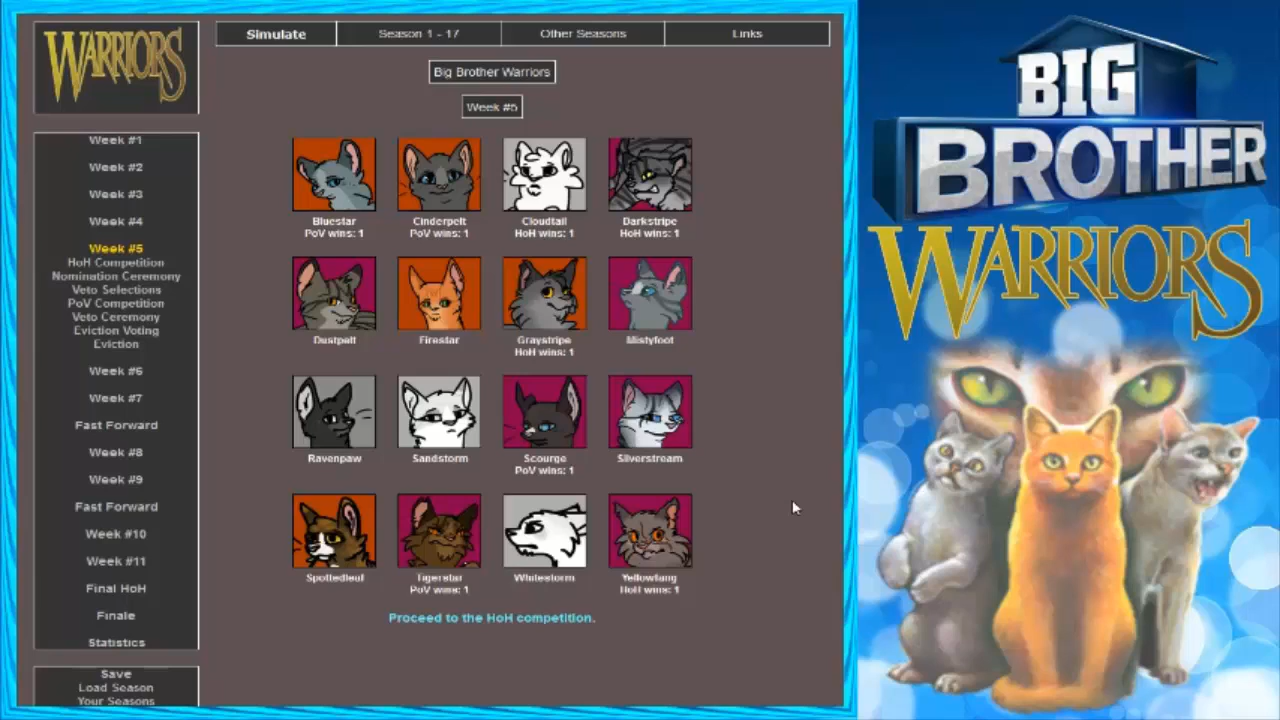 WARRIORS
Simulate
Season 1 - 17
Other Seasons
Links
Big Brother Warriors
Week #5
Week #1
Week #2
Week #3
Week #4
Week #5
HoH Competition
Nomination Ceremony
Veto Selections
PoV Competition
Veto Ceremony
Eviction Voting
Eviction
Week #6
Week #7
Fast Forward
Week #8
Week #9
Fast Forward
Week #10
Week #11
Final HoH
Finale
Statistics
Save
Load Season
Your Seasons
Bluestar
PoV wins: 1
Cinderpelt
PoV wins: 1
Cloudtail
HoH wins: 1
Darkstripe
HoH wins: 1
Dustpelt
Firestar
Graystripe
HoH wins: 1
Mistyfoot
Ravenpaw
Sandstorm
Scourge
PoV wins: 1
Silverstream
Spottedleaf
Tigerstar
PoV wins: 1
Whitestorm
Yellowfang
HoH wins: 1
Proceed to the HoH competition.
BIG
BROTHER
WARRIORS